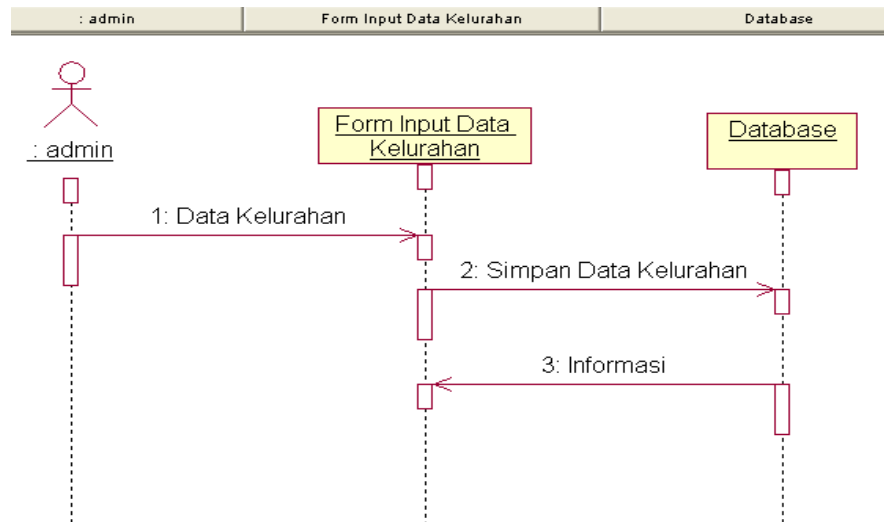 : admin
Form Input Data Kelurahan
Database
: admin
Form Input Data
Kelurahan
Database
1: Data Kelurahan
2: Simpan Data Kelurahan
3: Informasi